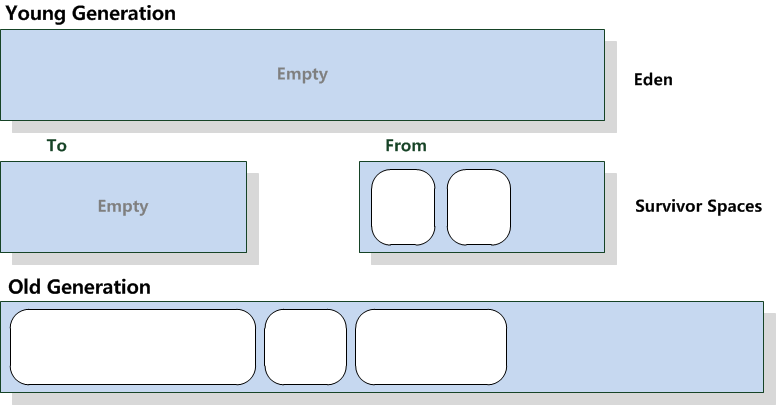 Young Generation
Empty
Eden
To
From
Empty
Survivor Spaces
Old Generation